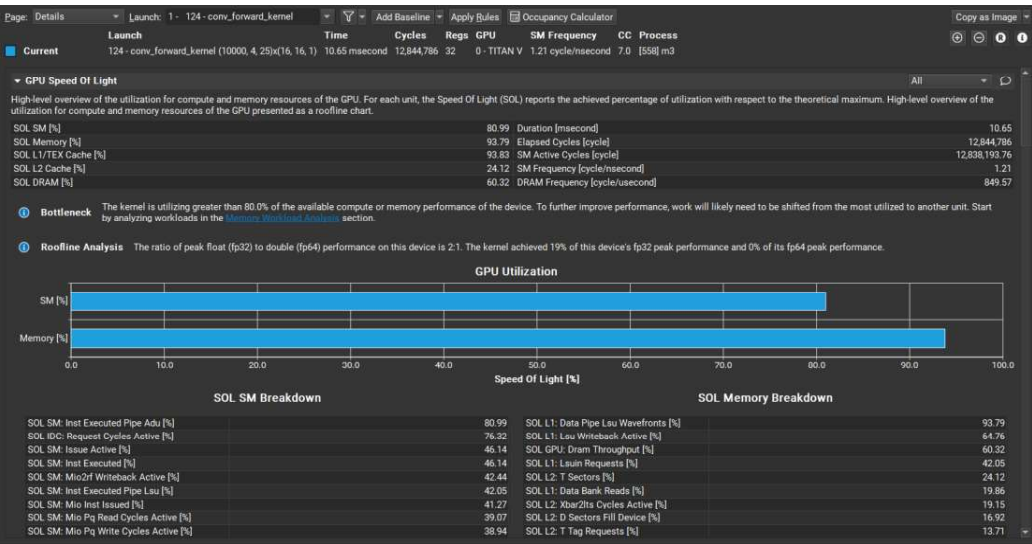 Page: Details Launch: 1 - 124 - conv_forward_kernel Add Baseline Apply Rules Occupancy Calculator Copy as Image
Launch Time Cycles Regs GPU SM Frequency CC Process
Current 124 - conv_forward_kernel (10000, 4, 25)x(16, 16, 1) 10.65 msecond 12,844,786 32 0 - TITAN V 1.21 cycle/nsecond 7.0 [558] m3
GPU Speed Of Light All
High-level overview of the utilization for compute and memory resources of the GPU. For each unit, the Speed Of Light (SOL) reports the achieved percentage of utilization with respect to the theoretical maximum. High-level overview of the
utilization for compute and memory resources of the GPU presented as a roofline chart.
SOL SM [%] 80.99 Duration [msecond] 10.65
SOL Memory [%] 93.79 Elapsed Cycles [cycle] 12,844,786
SOL L1/TEX Cache [%] 93.83 SM Active Cycles [cycle] 12,838,193.76
SOL L2 Cache [%] 24.12 SM Frequency [cycle/nsecond] 1.21
SOL DRAM [%] 60.32 DRAM Frequency [cycle/usecond] 849.57
Bottleneck The kernel is utilizing greater than 80.0% of the available compute or memory performance of the device. To further improve performance, work will likely need to be shifted from the most utilized to another unit. Start
by analyzing workloads in the Memory Workload Analysis section.
Roofline Analysis The ratio of peak float (fp32) to double (fp64) performance on this device is 2:1. The kernel achieved 19% of this device's fp32 peak performance and 0% of its fp64 peak performance.
GPU Utilization
SM [%]
Memory [%]
0.0 10.0 20.0 30.0 40.0 50.0 60.0 70.0 80.0 90.0 100.0
Speed Of Light [%]
SOL SM Breakdown SOL Memory Breakdown
SOL SM: Inst Executed Pipe Adu [%] 80.99 SOL L1: Data Pipe Lsu Wavefronts [%] 93.79
SOL IDC: Request Cycles Active [%] 76.32 SOL L1: Lsu Writeback Active [%] 64.76
SOL SM: Issue Active [%] 46.14 SOL GPU: Dram Throughput [%] 60.32
SOL SM: Inst Executed [%] 46.14 SOL L1: Lsuin Requests [%] 42.05
SOL SM: Mio2rf Writeback Active [%] 42.44 SOL L2: T Sectors [%] 24.12
SOL SM: Inst Executed Pipe Lsu [%] 42.05 SOL L1: Data Bank Reads [%] 19.86
SOL SM: Mio Inst Issued [%] 41.27 SOL L2: Xbar2lts Cycles Active [%] 19.15
SOL SM: Mio Pq Read Cycles Active [%] 39.07 SOL L2: D Sectors Fill Device [%] 16.92
SOL SM: Mio Pq Write Cycles Active [%] 38.94 SOL L2: T Tag Requests [%] 13.71